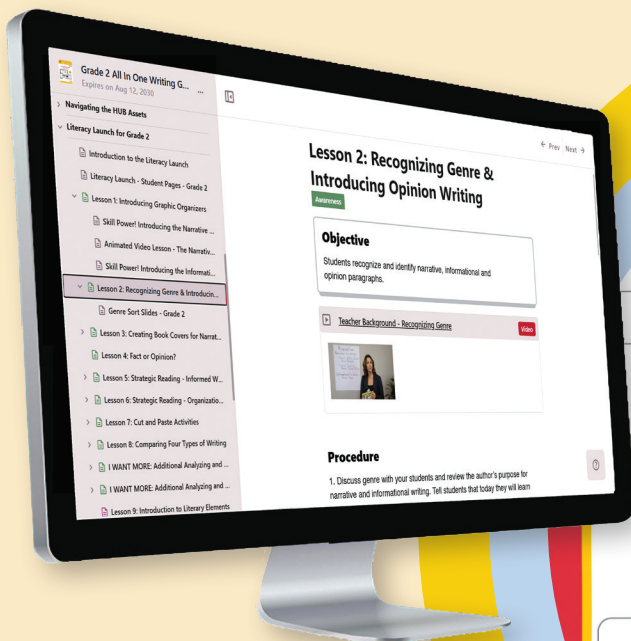 Grade 2 All In One Writing G... ...
Expires on Aug 12, 2030
Navigating the HUB Assets
Literacy Launch for Grade 2
Introduction to the Literacy Launch
Literacy Launch - Student Pages - Grade 2
Lesson 1: Introducing Graphic Organizers
Skill Power! Introducing the Narrative ...
Animated Video Lesson - The Narrativ...
Skill Power! Introducing the Informati...
Lesson 2: Recognizing Genre & Introducin...
Genre Sort Slides - Grade 2
Lesson 3: Creating Book Covers for Narrat...
Lesson 4: Fact or Opinion?
Lesson 5: Strategic Reading - Informed W...
Lesson 6: Strategic Reading - Organizatio...
Lesson 7: Cut and Paste Activities
Lesson 8: Comparing Four Types of Writing
I WANT MORE: Additional Analyzing and ...
I WANT MORE: Additional Analyzing and ...
Lesson 9: Introduction to Literary Elements
← Prev Next →
Lesson 2: Recognizing Genre &
Introducing Opinion Writing
Awareness
Objective
Students recognize and identify narrative, informational and
opinion paragraphs.
Teacher Background - Recognizing Genre
Video
Procedure
1. Discuss genre with your students and review the author's purpose for
narrative and informational writing. Tell students that today they will learn